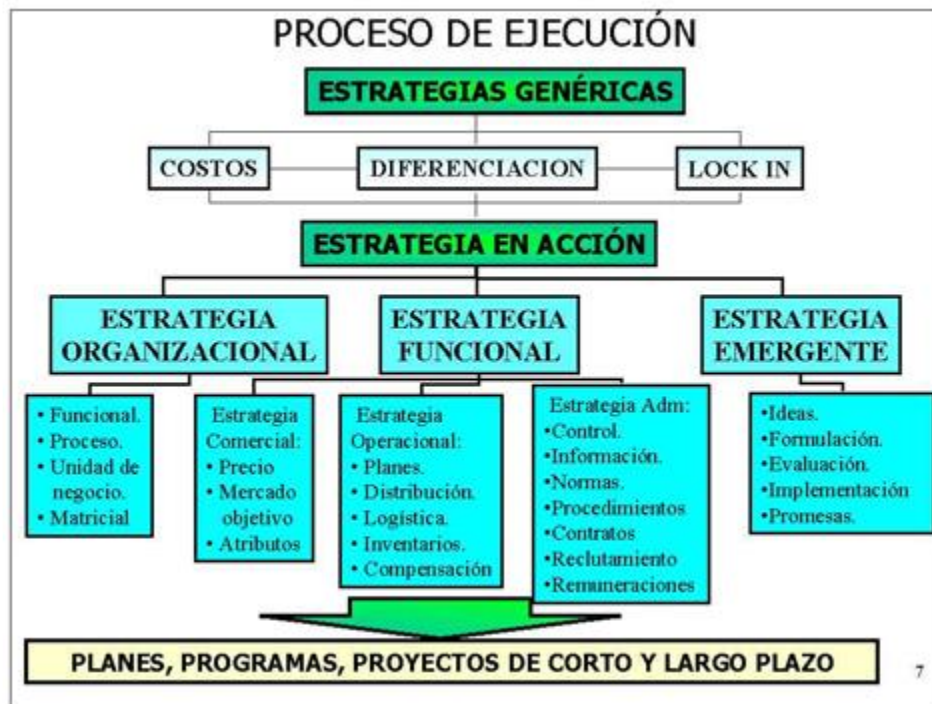 PROCESO DE EJECUCIÓN
ESTRATEGIAS GENÉRICAS
COSTOS
DIFERENCIACION
LOCK IN
ESTRATEGIA EN ACCIÓN
ESTRATEGIA
ORGANIZACIONAL
ESTRATEGIA
FUNCIONAL
ESTRATEGIA
EMERGENTE
• Funcional.
• Proceso.
• Unidad de
negocio.
• Matricial
Estrategia
Comercial:
• Precio
• Mercado
objetivo
• Atributos
Estrategia
Operacional:
• Planes.
• Distribución.
• Logística.
• Inventarios.
• Compensación
Estrategia Adm:
•Control.
•Información.
•Normas.
•Procedimientos
•Contratos
•Reclutamiento
•Remuneraciones
•Ideas.
•Formulación.
•Evaluación.
•Implementación
•Promesas.
PLANES, PROGRAMAS, PROYECTOS DE CORTO Y LARGO PLAZO
7